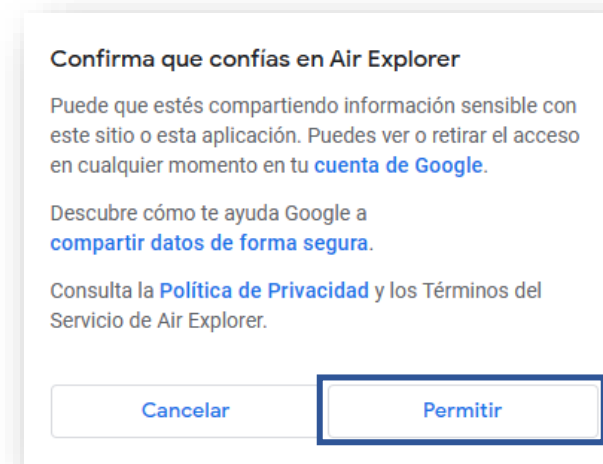 Confirma que confías en Air Explorer
Puede que estés compartiendo información sensible con
este sitio o esta aplicación. Puedes ver o retirar el acceso
en cualquier momento en tu cuenta de Google.
Descubre cómo te ayuda Google a
compartir datos de forma segura.
Consulta la Política de Privacidad y los Términos del
Servicio de Air Explorer.
Cancelar
Permitir